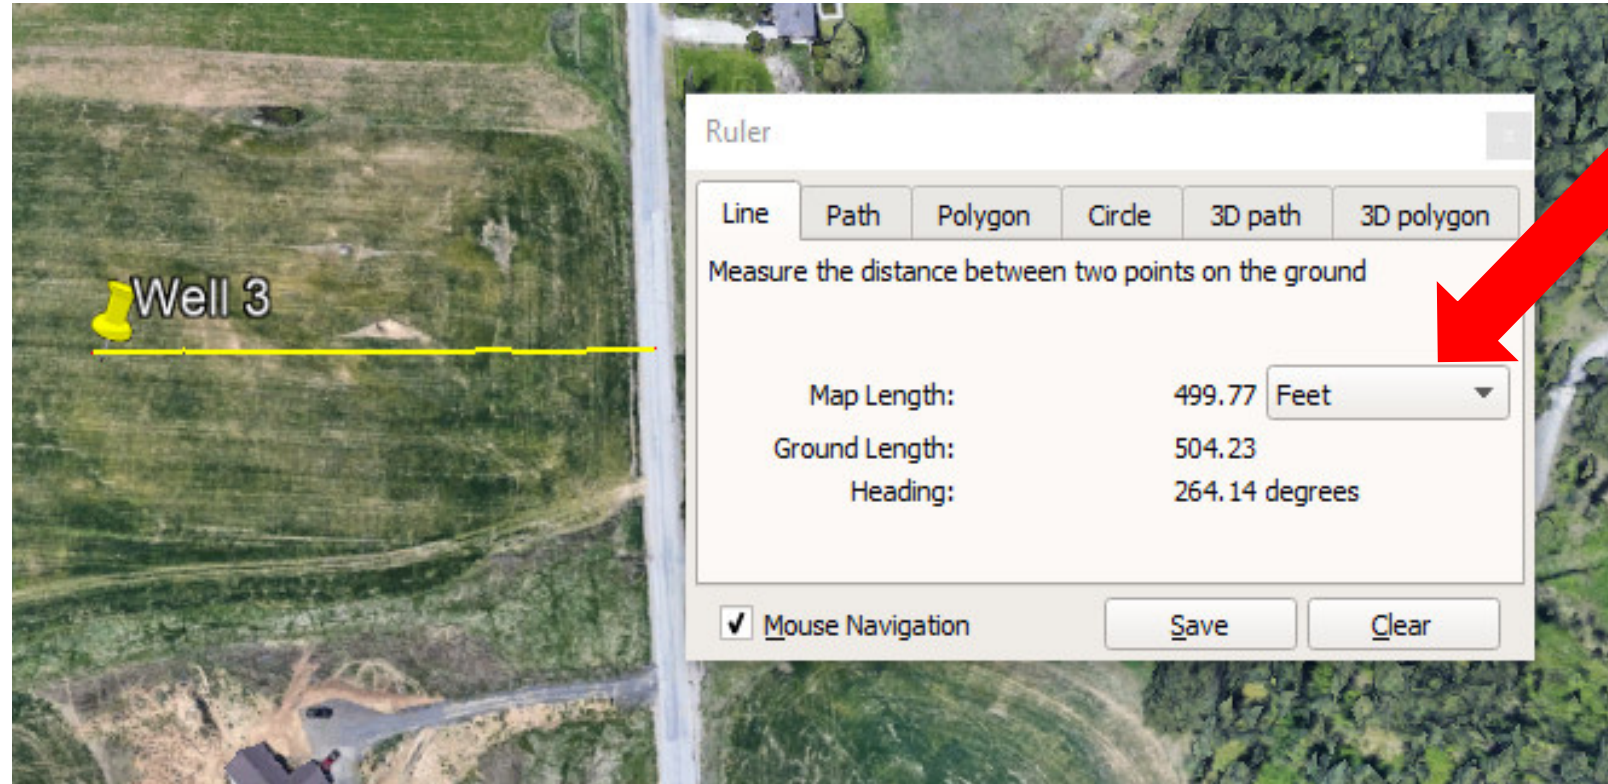 Well 3
Ruler
Line Path Polygon Circle 3D path 3D polygon
Measure the distance between two points on the ground
Map Length: 499.77 Feet
Ground Length: 504.23
Heading: 264.14 degrees
Mouse Navigation Save Clear